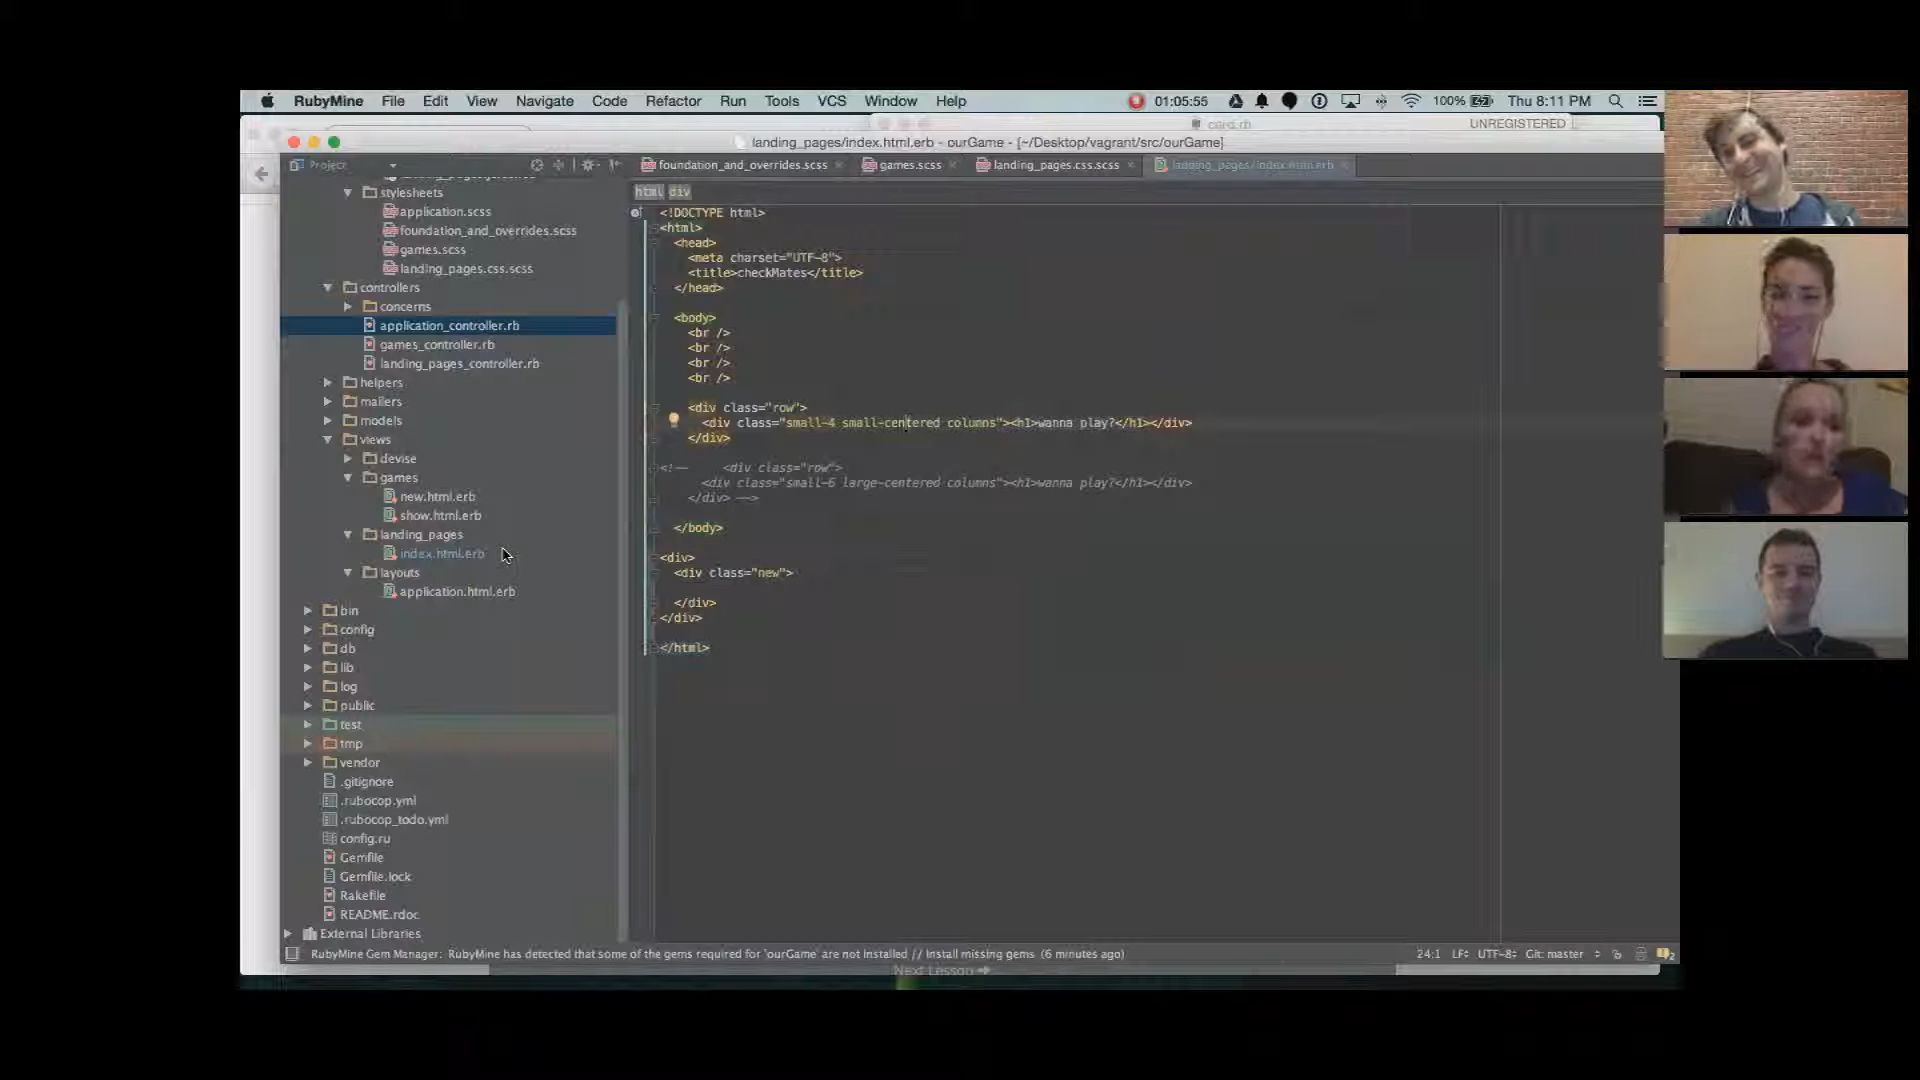 RubyMine File Edit View Navigate Code Refactor Run Tools VCS Window Help 01:05:55 100% Thu 8:11 PM
card.rb UNREGISTERED
landing_pages/index.html.erb - ourGame - [~/Desktop/vagrant/src/ourGame]
Project foundation_and_overrides.scss games.scss landing_pages.css.scss landing_pages/index.html.erb
html div
stylesheets
application.scss
foundation_and_overrides.scss
games.scss
landing_pages.css.scss
controllers
concerns
application_controller.rb
games_controller.rb
landing_pages_controller.rb
helpers
mailers
models
views
devise
games
new.html.erb
show.html.erb
landing_pages
index.html.erb
layouts
application.html.erb
bin
config
db
lib
log
public
test
tmp
vendor
.gitignore
.rubocop.yml
.rubocop_todo.yml
config.ru
Gemfile
Gemfile.lock
Rakefile
README.rdoc
External Libraries
<!DOCTYPE html>
<html>
<head>
<meta charset="UTF-8">
<title>checkMates</title>
</head>
<body>
<br />
<br />
<br />
<br />
<div class="row">
<div class="small-4 small-centered columns"><h1>wanna play?</h1></div>
</div>
<!-- <div class="row">
<div class="small-6 large-centered columns"><h1>wanna play?</h1></div>
</div> -->
</body>
<div>
<div class="new">
</div>
</div>
</html>
RubyMine Gem Manager: RubyMine has detected that some of the gems required for 'ourGame' are not installed // Install missing gems (6 minutes ago) 24:1 LF UTF-8 Git: master
Next Lesson